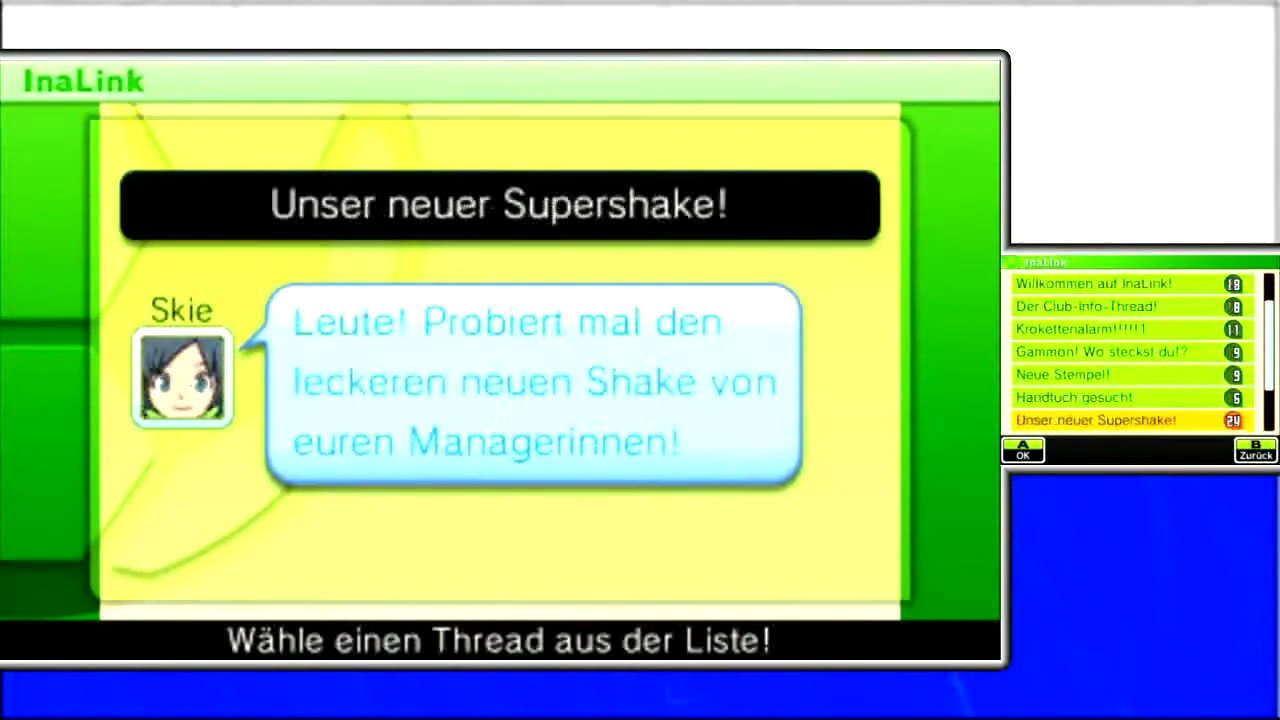 InaLink
Unser neuer Supershake!
Skie
Leute! Probiert mal den
leckeren neuen Shake von
euren Managerinnen!
Wähle einen Thread aus der Liste!
InaLink
Willkommen auf InaLink! 18
Der Club-Info-Thread! 8
Krokettenalarm!!!!!! 11
Gammon! Wo steckst du!? 9
Neue Stempel! 9
Handtuch gesucht 6
Unser neuer Supershake! 24
A OK
B Zurück